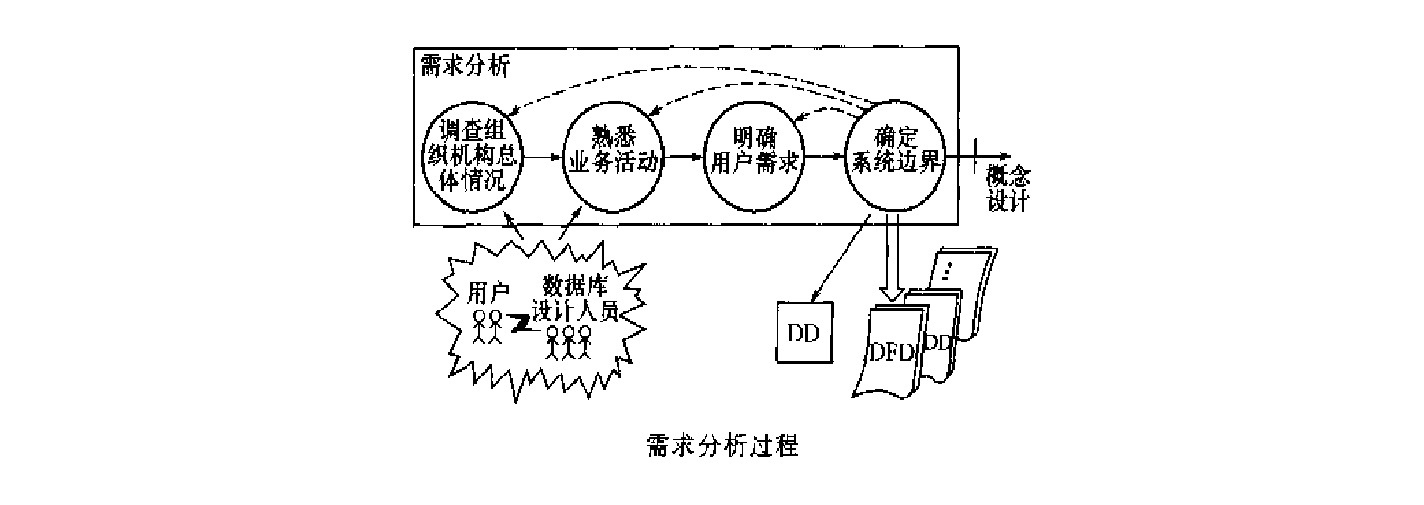 需求分析
调查组
织机构总
体情况
熟悉
业务活动
明确
用户需求
确定
系统边界
概念
设计
用户
数据库
设计人员
DD
DFD
DD
⋮
需求分析过程